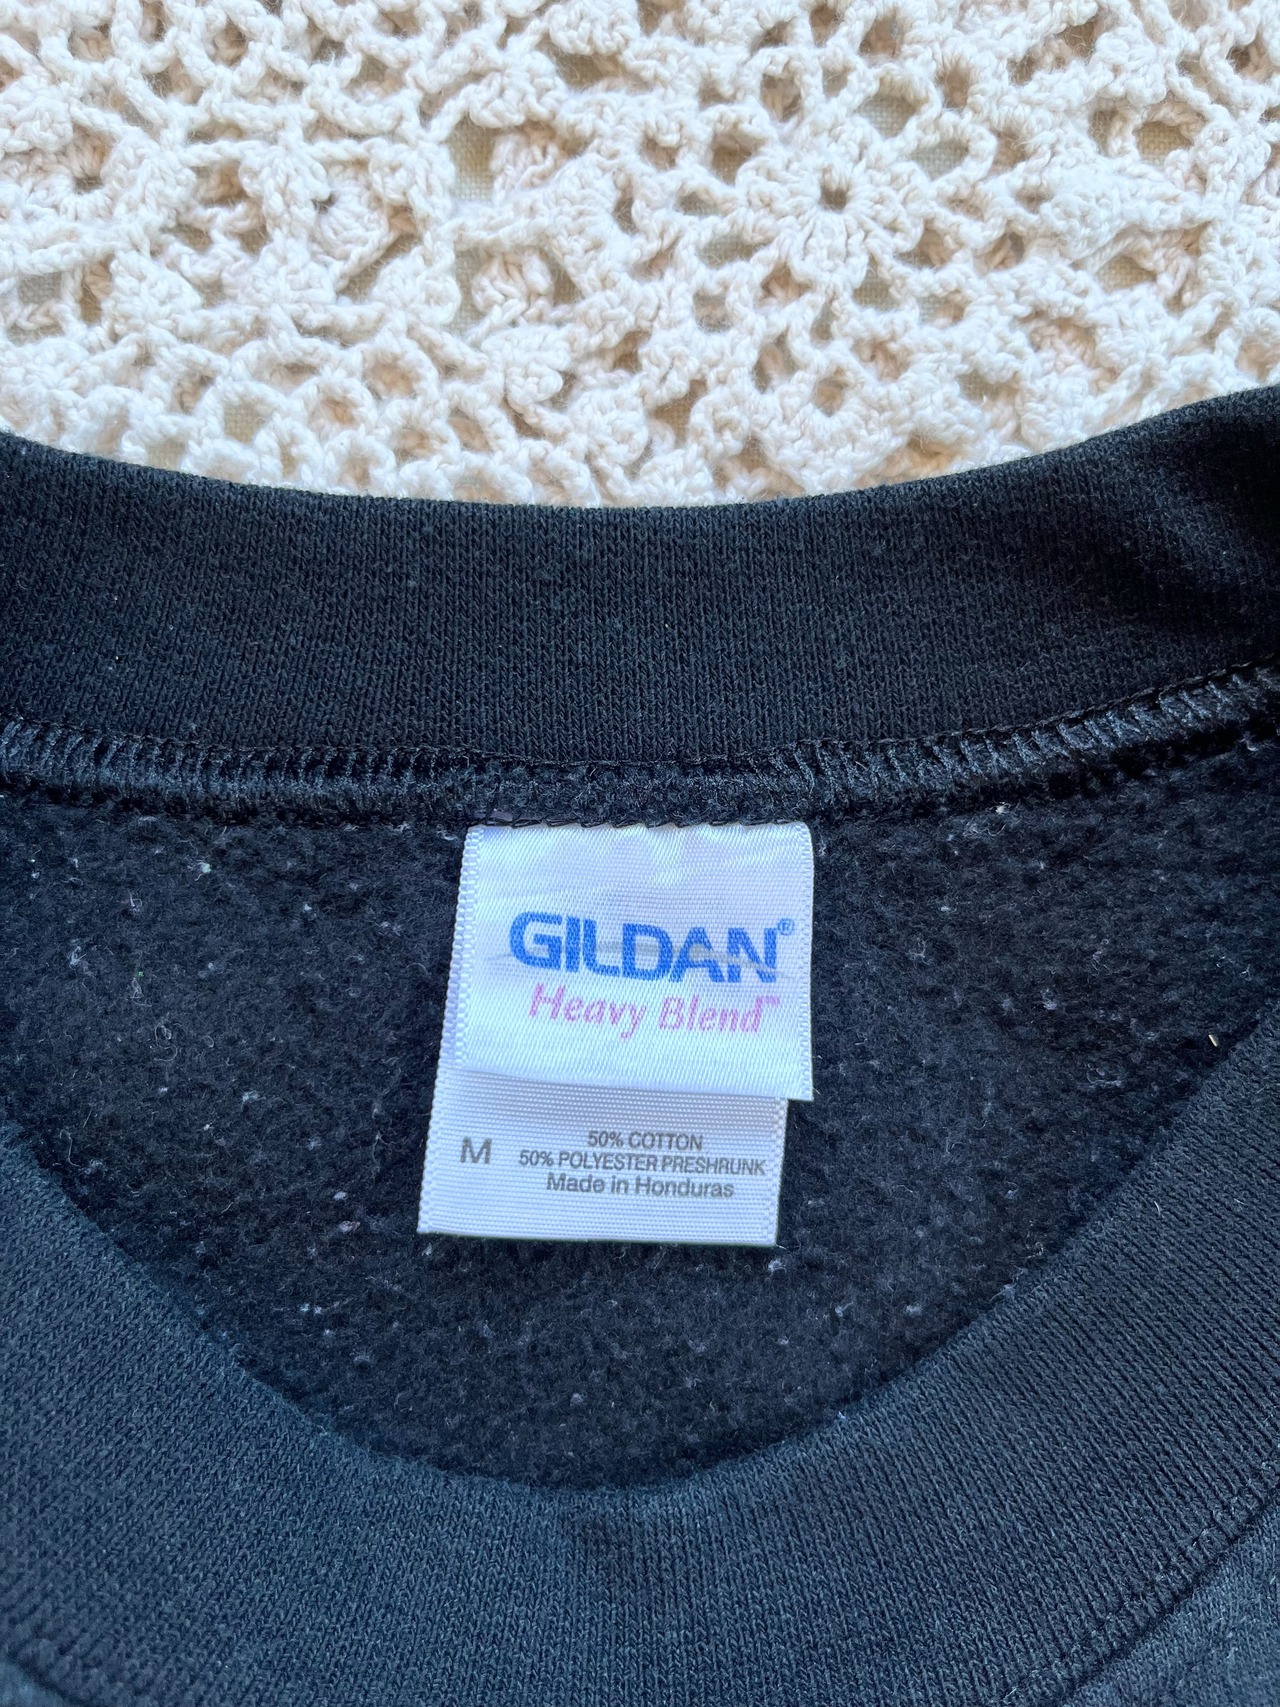 GILDAN®
Heavy Blend™
M
50% COTTON
50% POLYESTER PRESHRUNK
Made in Honduras